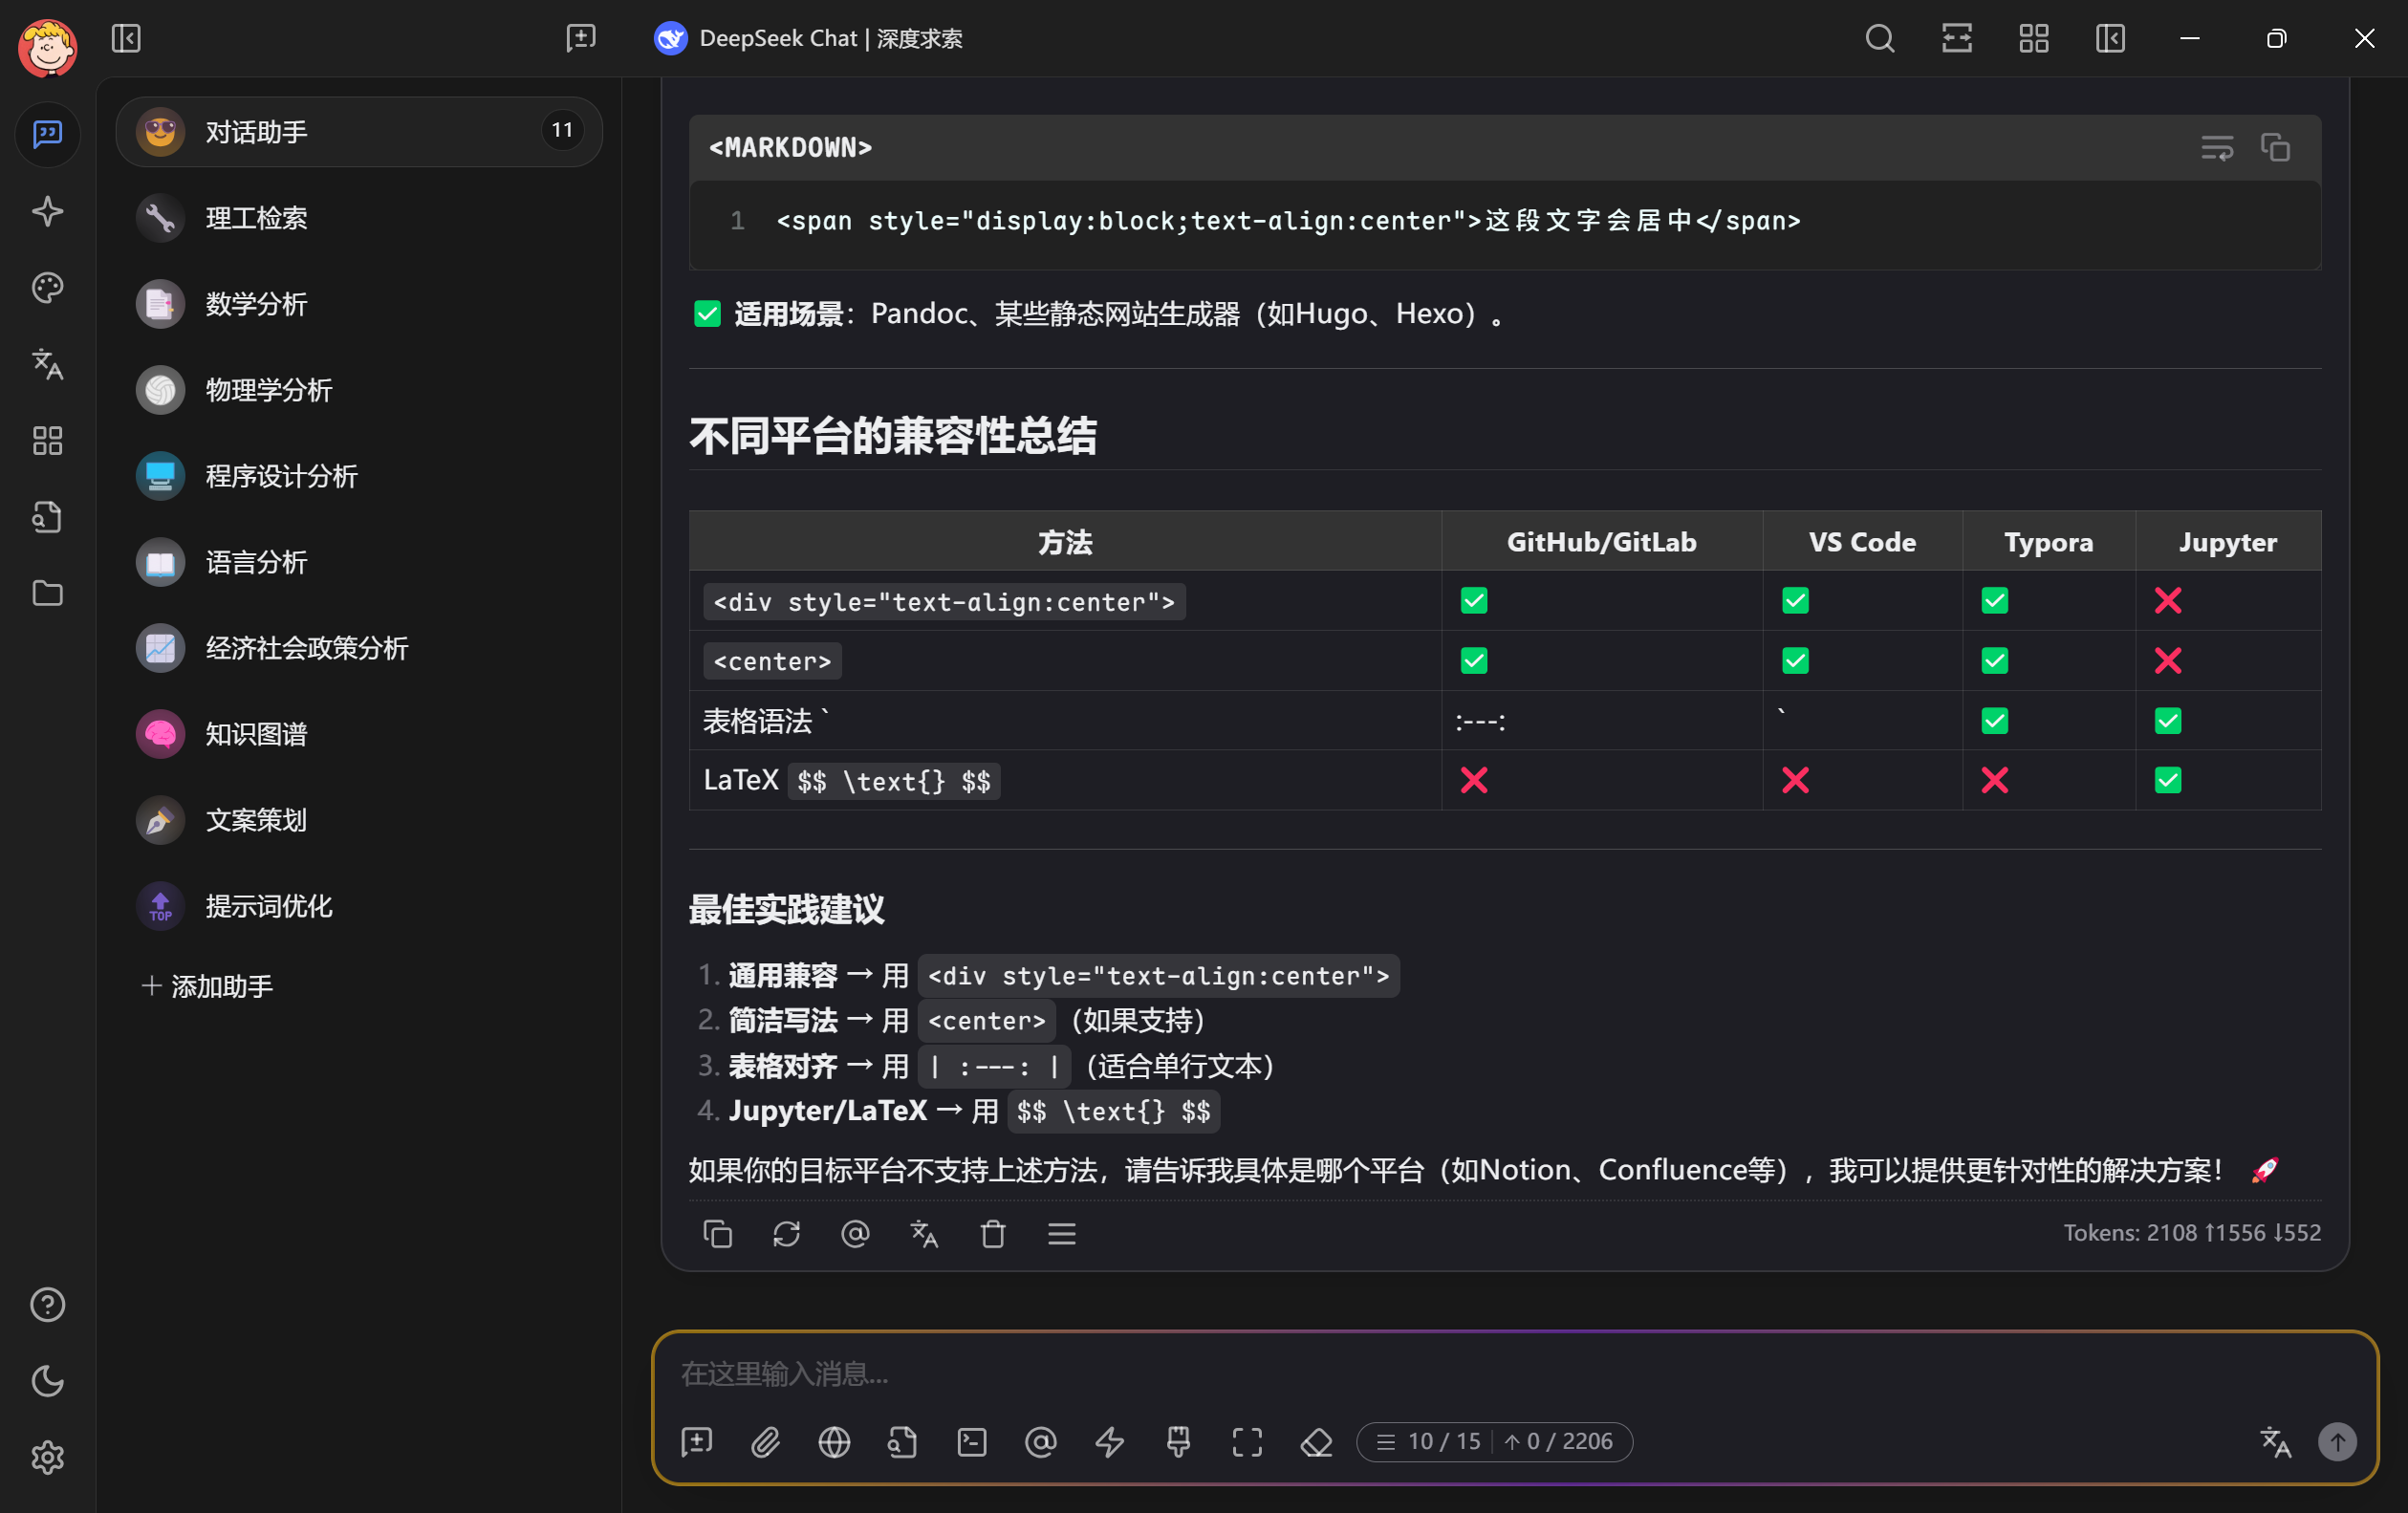 DeepSeek Chat | 深度求索
对话助手
11
理工检索
数学分析
物理学分析
程序设计分析
语言分析
经济社会政策分析
知识图谱
文案策划
TOP
提示词优化
添加助手
<MARKDOWN>
1 <span style="display:block;text-align:center">这段文字会居中</span>
适用场景：Pandoc、某些静态网站生成器（如Hugo、Hexo）。
不同平台的兼容性总结
方法 GitHub/GitLab VS Code Typora Jupyter
<div style="text-align:center"> ✅ ✅ ✅ ❌
<center> ✅ ✅ ✅ ❌
表格语法 ` :---: ` ✅ ✅
LaTeX $$ \text{} $$ ❌ ❌ ❌ ✅
最佳实践建议
1. 通用兼容 → 用 <div style="text-align:center">
2. 简洁写法 → 用 <center>（如果支持）
3. 表格对齐 → 用 | :---: |（适合单行文本）
4. Jupyter/LaTeX → 用 $$ \text{} $$
如果你的目标平台不支持上述方法，请告诉我具体是哪个平台（如Notion、Confluence等），我可以提供更针对性的解决方案！ 🚀
Tokens: 2108 ↑1556 ↓552
在这里输入消息...
10 / 15 ↑ 0 / 2206